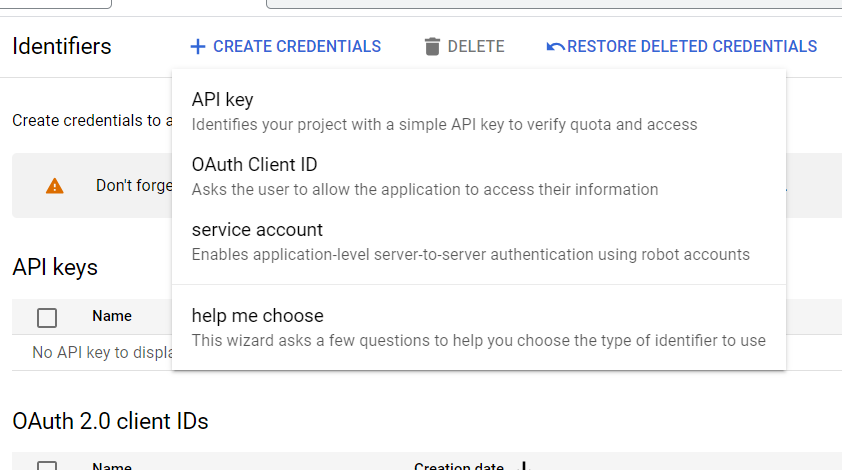 Identifiers
CREATE CREDENTIALS
DELETE
RESTORE DELETED CREDENTIALS
API key
Identifies your project with a simple API key to verify quota and access
Create credentials to a
OAuth Client ID
Asks the user to allow the application to access their information
Don't forge
service account
Enables application-level server-to-server authentication using robot accounts
API keys
Name
help me choose
This wizard asks a few questions to help you choose the type of identifier to use
No API key to displa
OAuth 2.0 client IDs
Name
Creation date